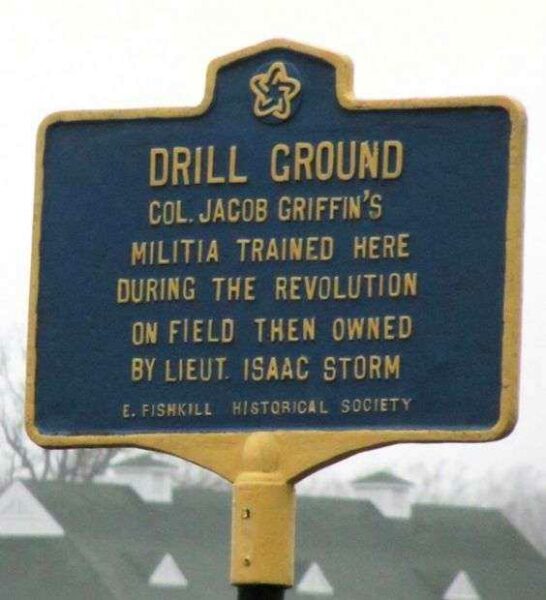 DRILL GROUND
COL. JACOB GRIFFIN'S
MILITIA TRAINED HERE
DURING THE REVOLUTION
ON FIELD THEN OWNED
BY LIEUT. ISAAC STORM
E. FISHKILL HISTORICAL SOCIETY